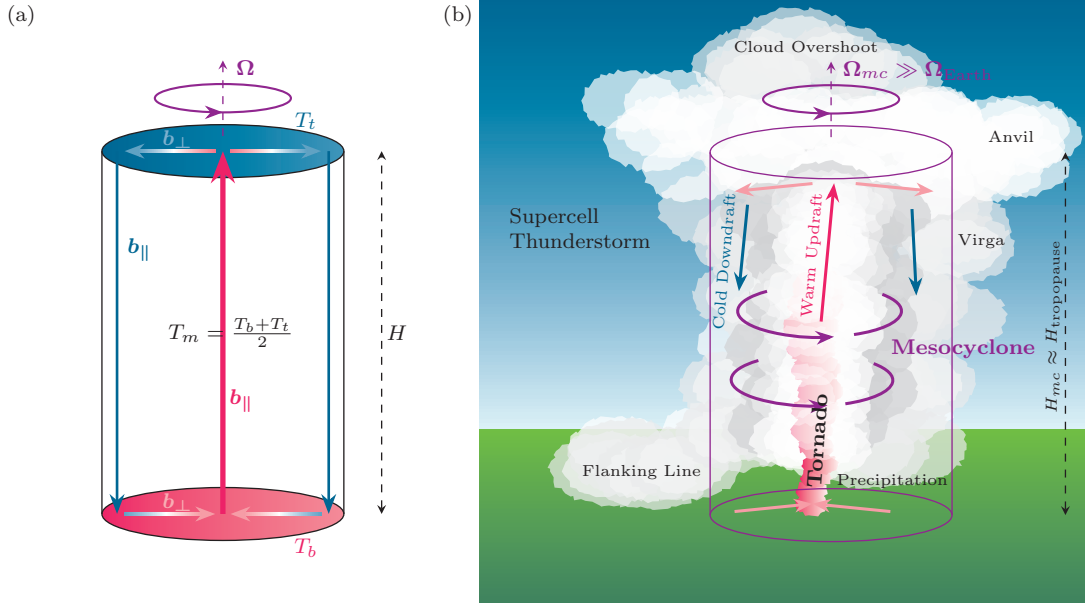 (a)
Ω
T_t
b_⊥
b_∥
T_m = (T_b+T_t)/2
H
b_∥
b_⊥
T_b
(b)
Cloud Overshoot
Ω_mc ≫ Ω_Earth
Anvil
Supercell
Thunderstorm
Cold Downdraft
Warm Updraft
Virga
Mesocyclone
H_mc ≈ H_tropopause
Tornado
Flanking Line
Precipitation